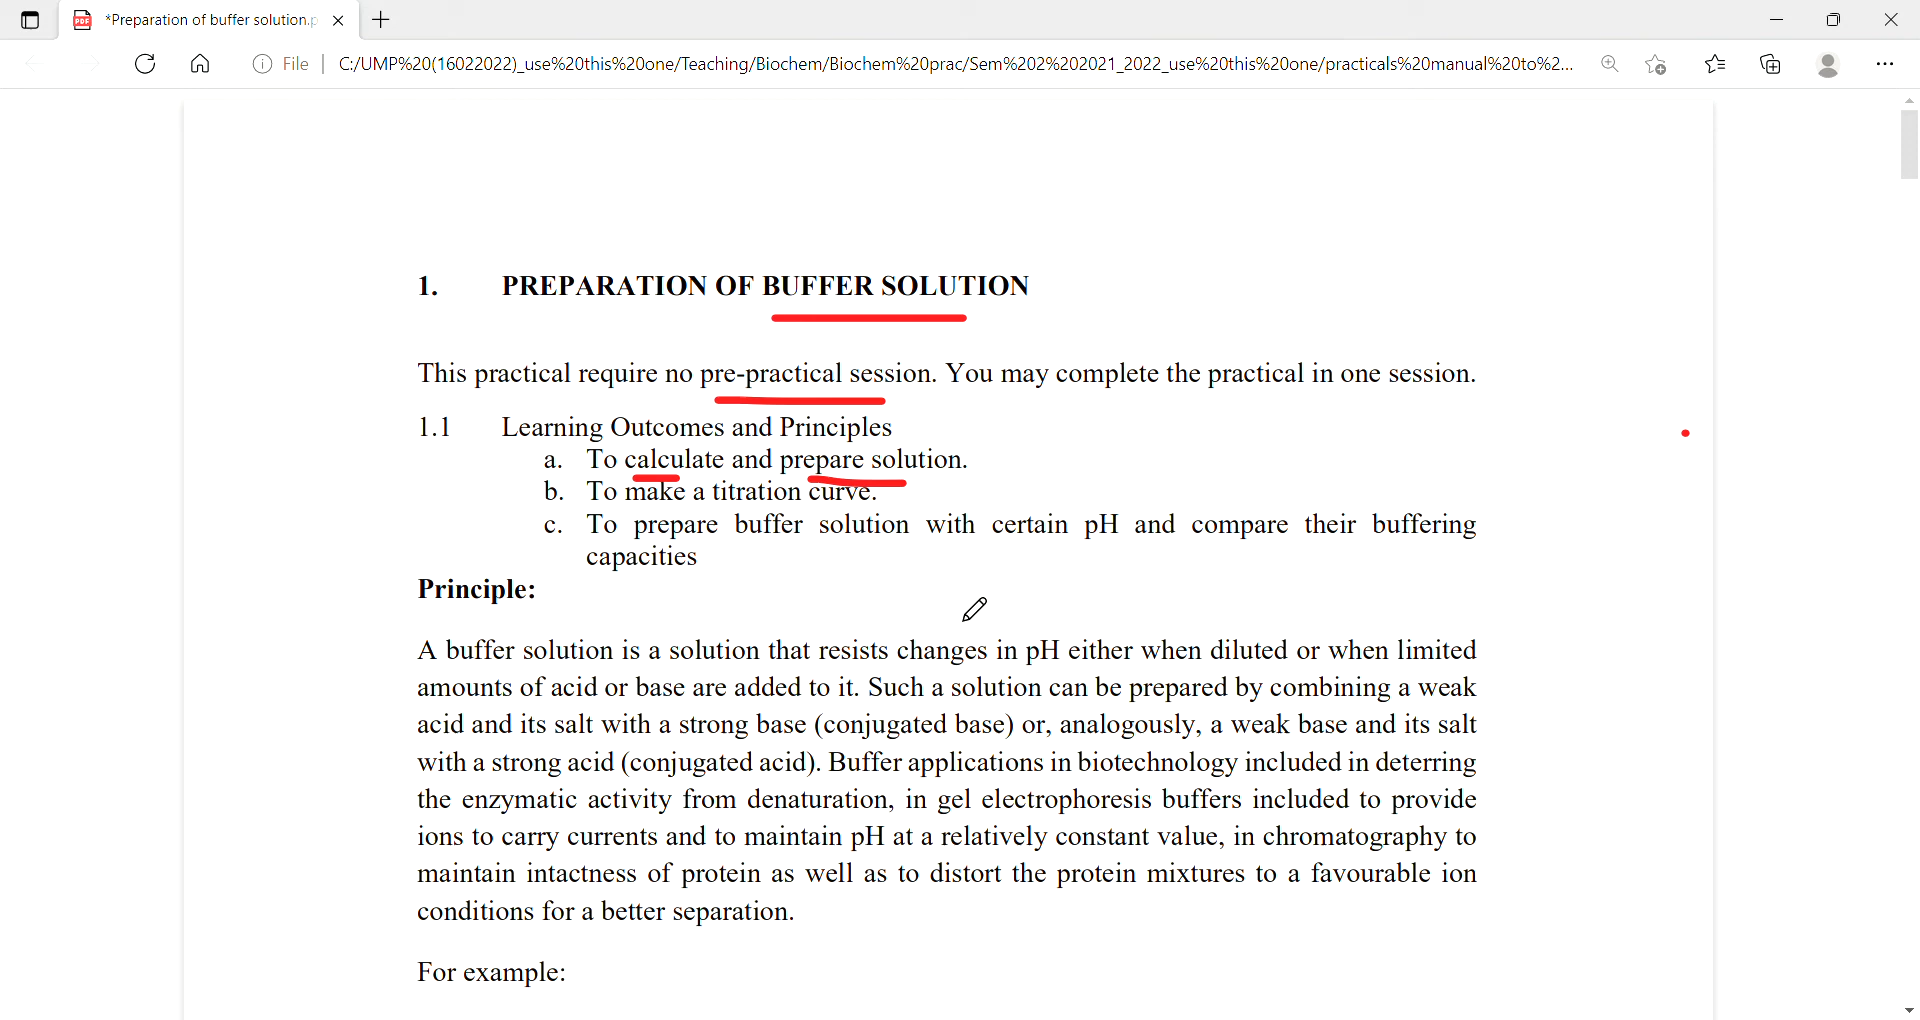 *Preparation of buffer solution.p
File
C:/UMP%20(16022022)_use%20this%20one/Teaching/Biochem/Biochem%20prac/Sem%202%202021_2022_use%20this%20one/practicals%20manual%20to%2...
1. PREPARATION OF BUFFER SOLUTION
This practical require no pre-practical session. You may complete the practical in one session.
1.1 Learning Outcomes and Principles
a. To calculate and prepare solution.
b. To make a titration curve.
c. To prepare buffer solution with certain pH and compare their buffering
capacities
Principle:
A buffer solution is a solution that resists changes in pH either when diluted or when limited
amounts of acid or base are added to it. Such a solution can be prepared by combining a weak
acid and its salt with a strong base (conjugated base) or, analogously, a weak base and its salt
with a strong acid (conjugated acid). Buffer applications in biotechnology included in deterring
the enzymatic activity from denaturation, in gel electrophoresis buffers included to provide
ions to carry currents and to maintain pH at a relatively constant value, in chromatography to
maintain intactness of protein as well as to distort the protein mixtures to a favourable ion
conditions for a better separation.
For example: